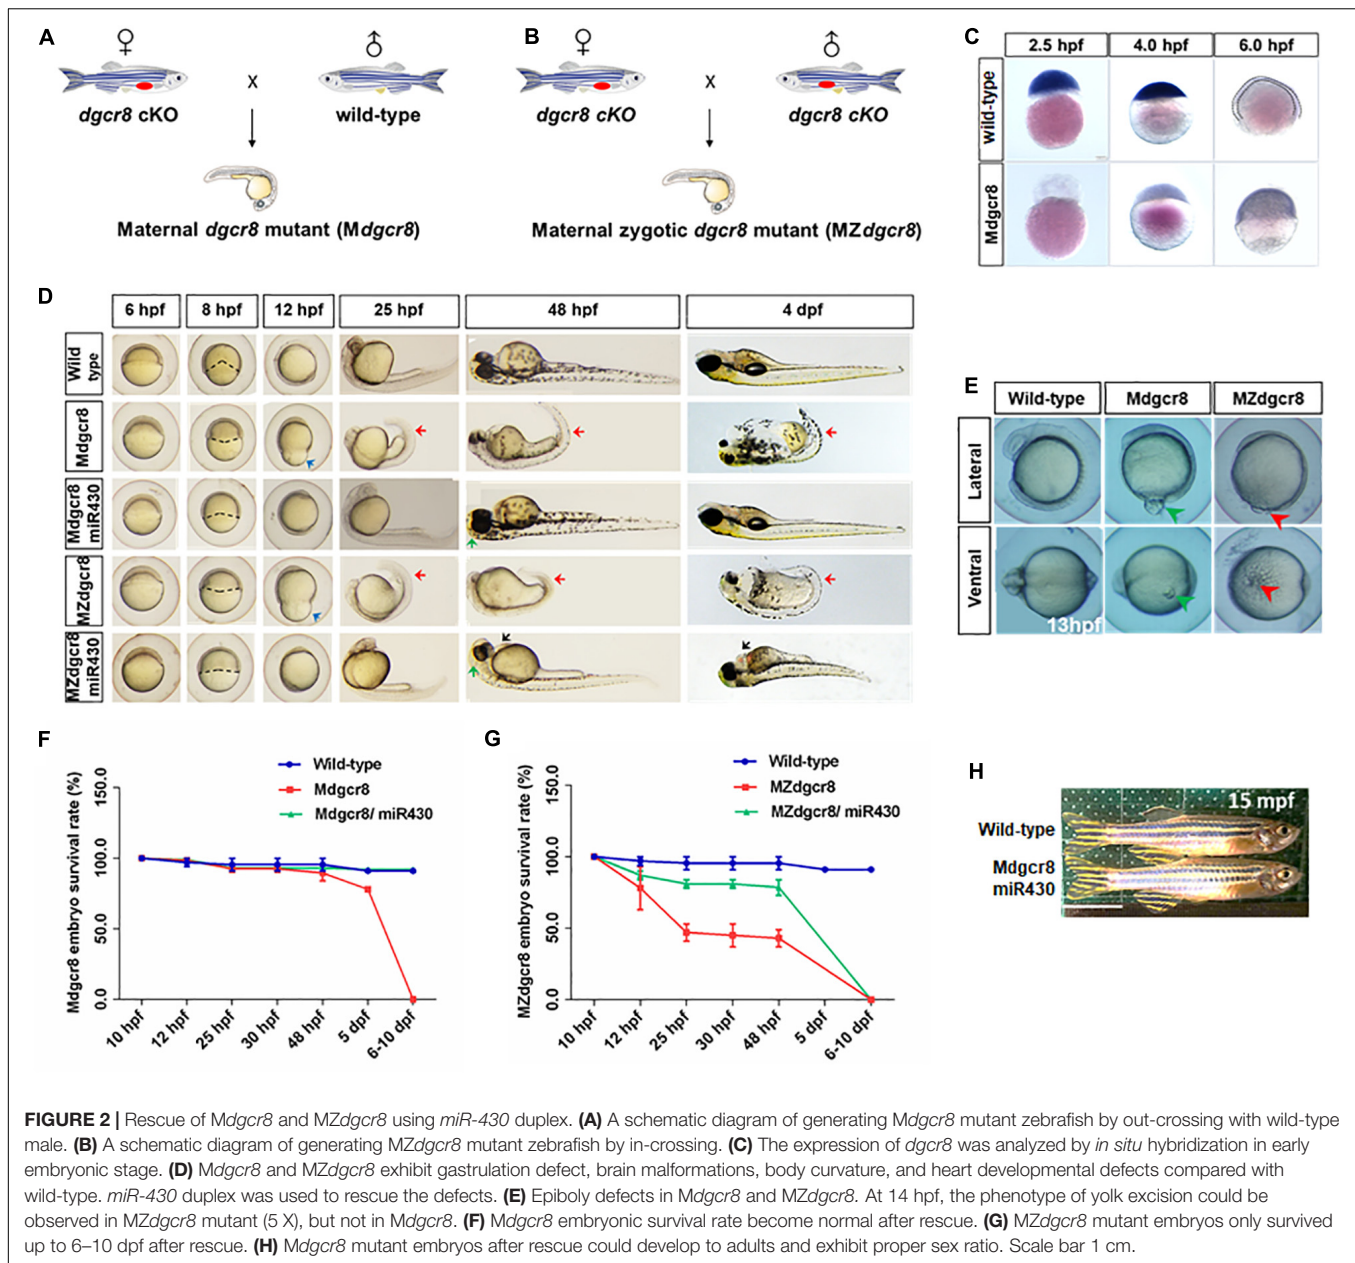 A
♀
♂
X
dgcr8 cKO
wild-type
Maternal dgcr8 mutant (Mdgcr8)
B
♀
♂
X
dgcr8 cKO
dgcr8 cKO
Maternal zygotic dgcr8 mutant (MZdgcr8)
C
2.5 hpf
4.0 hpf
6.0 hpf
wild-type
Mdgcr8
D
6 hpf
8 hpf
12 hpf
25 hpf
48 hpf
4 dpf
Wild
type
Mdgcr8
Mdgcr8
miR430
MZdgcr8
MZdgcr8
miR430
E
Wild-type
Mdgcr8
MZdgcr8
Lateral
Ventral
13hpf
F
Wild-type
Mdgcr8
Mdgcr8/ miR430
Mdgcr8 embryo survival rate (%)
150.0
100.0
50.0
0.0
10 hpf
12 hpf
25 hpf
30 hpf
48 hpf
5 dpf
6-10 dpf
G
Wild-type
MZdgcr8
MZdgcr8/ miR430
MZdgcr8 embryo survival rate (%)
150.0
100.0
50.0
0.0
10 hpf
12 hpf
25 hpf
30 hpf
48 hpf
5 dpf
6-10 dpf
H
15 mpf
Wild-type
Mdgcr8
miR430
FIGURE 2 | Rescue of Mdgcr8 and MZdgcr8 using miR-430 duplex. (A) A schematic diagram of generating Mdgcr8 mutant zebrafish by out-crossing with wild-type
male. (B) A schematic diagram of generating MZdgcr8 mutant zebrafish by in-crossing. (C) The expression of dgcr8 was analyzed by in situ hybridization in early
embryonic stage. (D) Mdgcr8 and MZdgcr8 exhibit gastrulation defect, brain malformations, body curvature, and heart developmental defects compared with
wild-type. miR-430 duplex was used to rescue the defects. (E) Epiboly defects in Mdgcr8 and MZdgcr8. At 14 hpf, the phenotype of yolk excision could be
observed in MZdgcr8 mutant (5 X), but not in Mdgcr8. (F) Mdgcr8 embryonic survival rate become normal after rescue. (G) MZdgcr8 mutant embryos only survived
up to 6–10 dpf after rescue. (H) Mdgcr8 mutant embryos after rescue could develop to adults and exhibit proper sex ratio. Scale bar 1 cm.